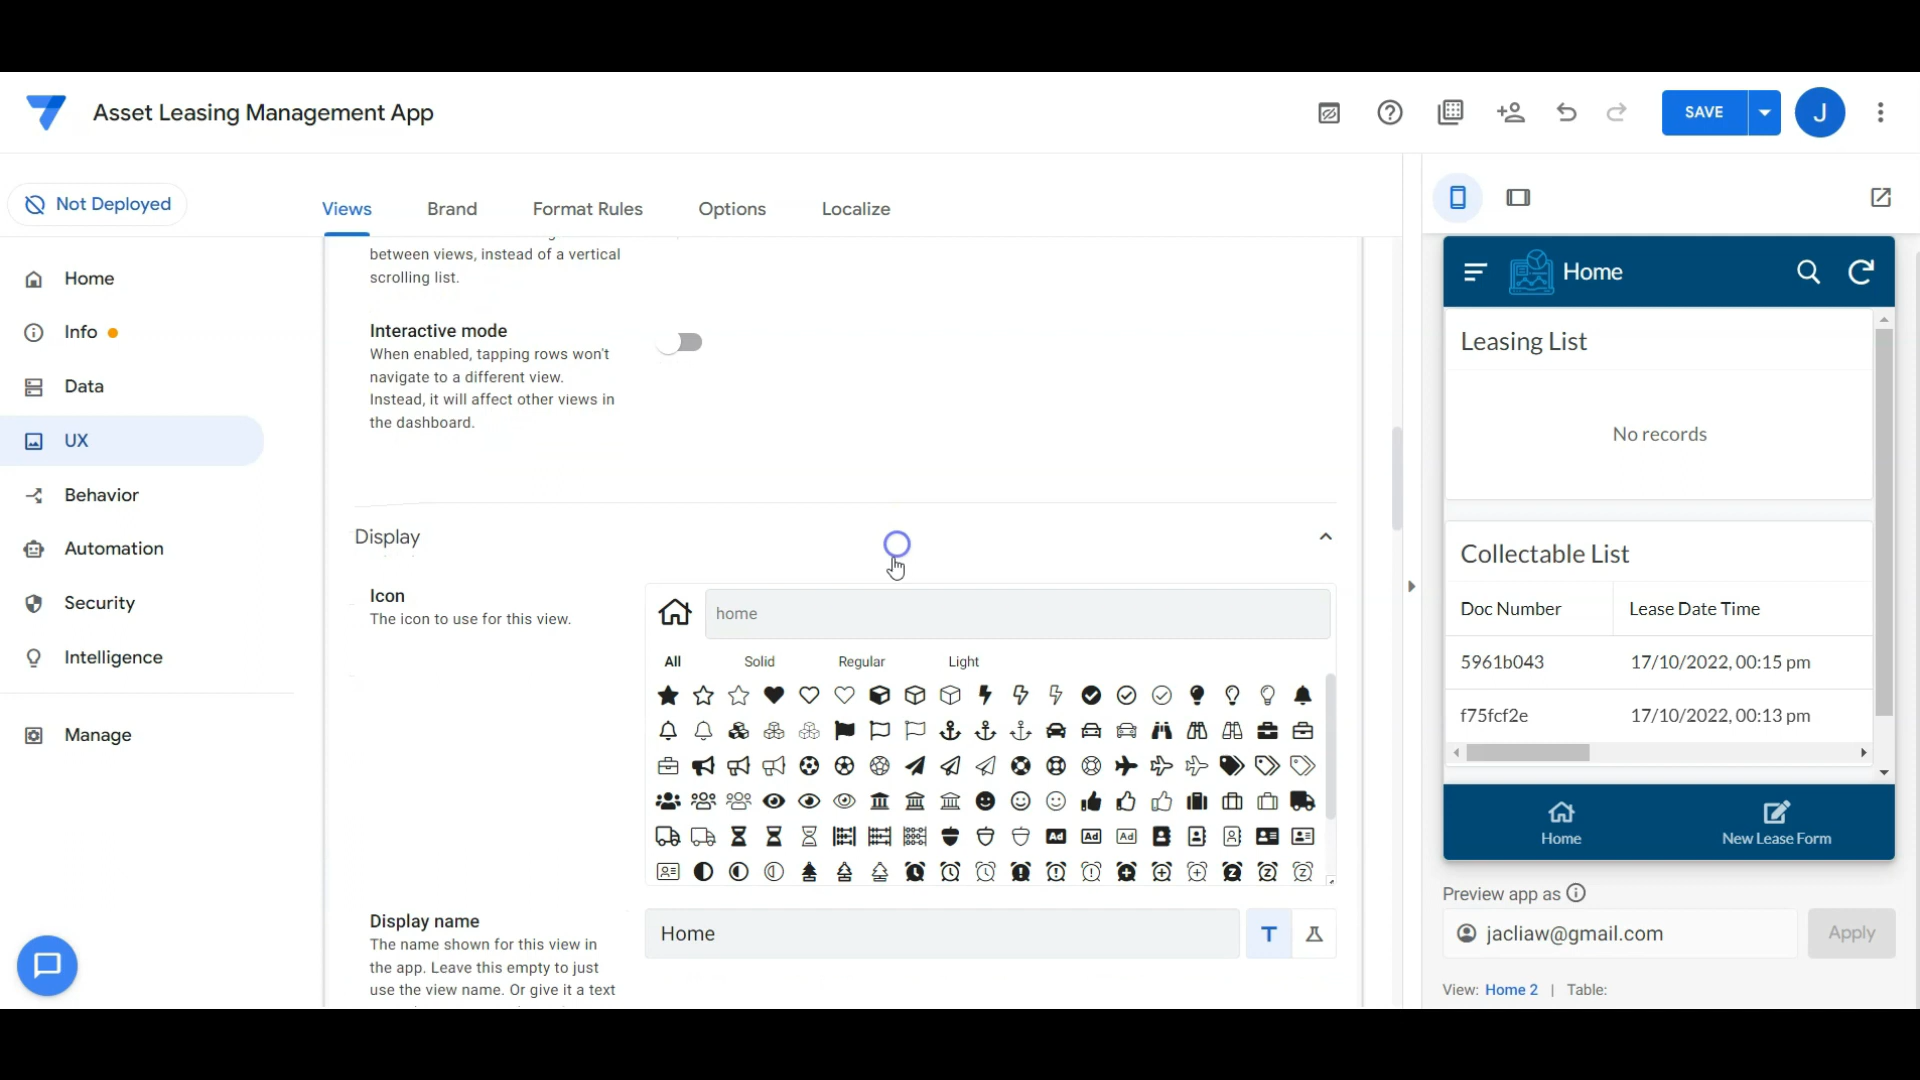 Asset Leasing Management App
SAVE
J
Not Deployed
Views
Brand
Format Rules
Options
Localize
Home
Info
Data
UX
Behavior
Automation
Security
Intelligence
Manage
between views, instead of a vertical
scrolling list.
Interactive mode
When enabled, tapping rows won't
navigate to a different view.
Instead, it will affect other views in
the dashboard.
Display
Icon
The icon to use for this view.
home
All
Solid
Regular
Light
Ad
Ad
Ad
Display name
The name shown for this view in
the app. Leave this empty to just
use the view name. Or give it a text
Home
Home
Leasing List
No records
Collectable List
Doc Number
Lease Date Time
5961b043
17/10/2022, 00:15 pm
f75fcf2e
17/10/2022, 00:13 pm
Home
New Lease Form
Preview app as
jacliaw@gmail.com
Apply
View: Home 2 | Table: